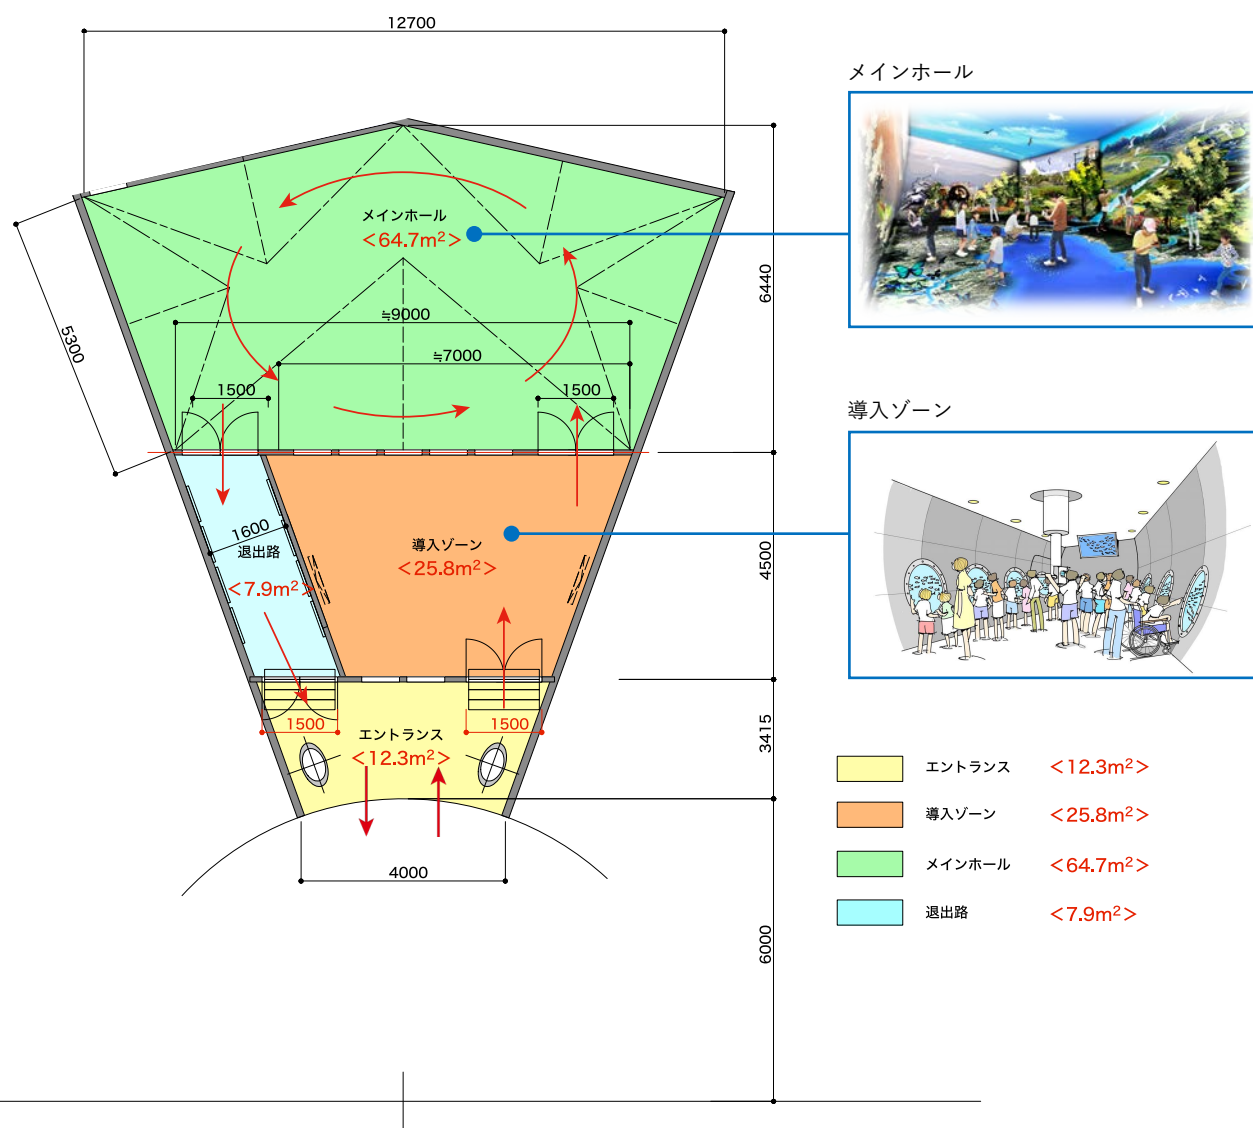 12700
メインホール
メインホール
<64.7m²>
6440
5300
≒9000
≒7000
1500
1500
導入ゾーン
1600
退出路
<7.9m²>
導入ゾーン
<25.8m²>
4500
1500
1500
エントランス
<12.3m²>
3415
エントランス <12.3m²>
導入ゾーン <25.8m²>
メインホール <64.7m²>
退出路 <7.9m²>
4000
6000